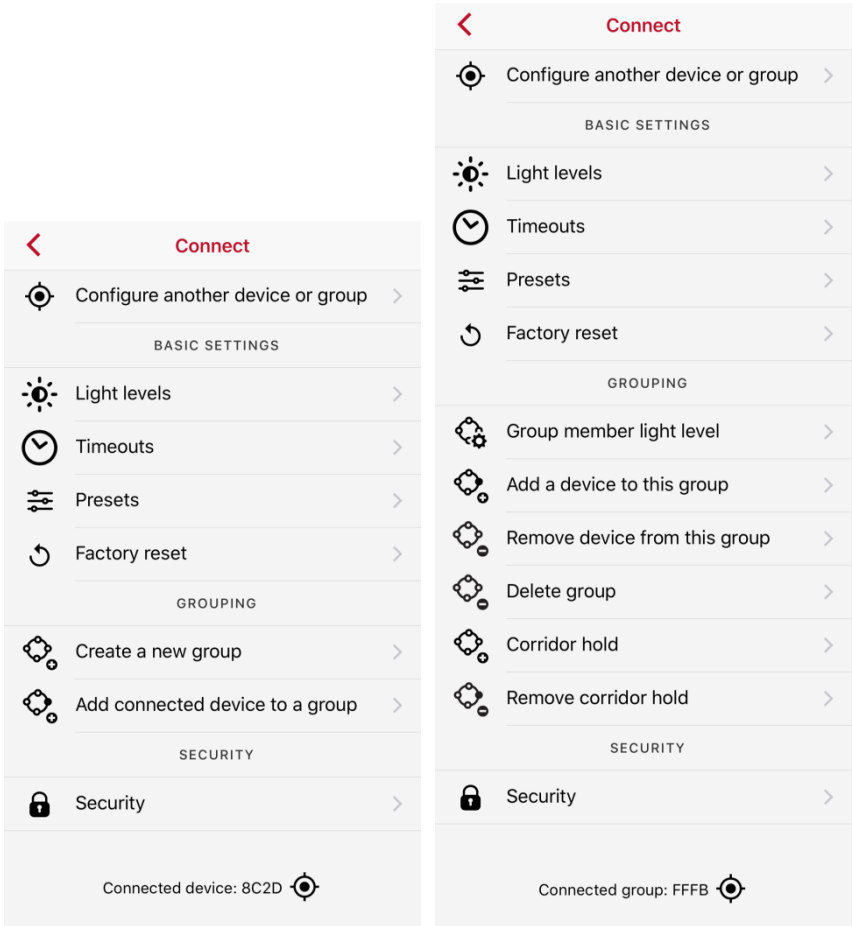 Connect
Configure another device or group
BASIC SETTINGS
Light levels
Timeouts
Presets
Factory reset
GROUPING
Create a new group
Add connected device to a group
SECURITY
Security
Connected device: 8C2D
Connect
Configure another device or group
BASIC SETTINGS
Light levels
Timeouts
Presets
Factory reset
GROUPING
Group member light level
Add a device to this group
Remove device from this group
Delete group
Corridor hold
Remove corridor hold
SECURITY
Security
Connected group: FFFB